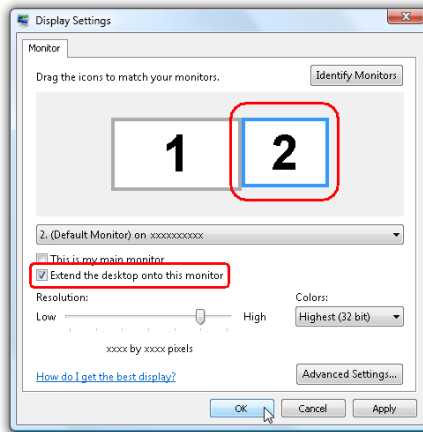 Display Settings
Monitor
Drag the icons to match your monitors.
Identify Monitors
1
2
2. (Default Monitor) on xxxxxxxxxx
This is my main monitor
Extend the desktop onto this monitor
Resolution:
Colors:
Low
High
Highest (32 bit)
xxxx by xxxx pixels
How do I get the best display?
Advanced Settings...
OK
Cancel
Apply